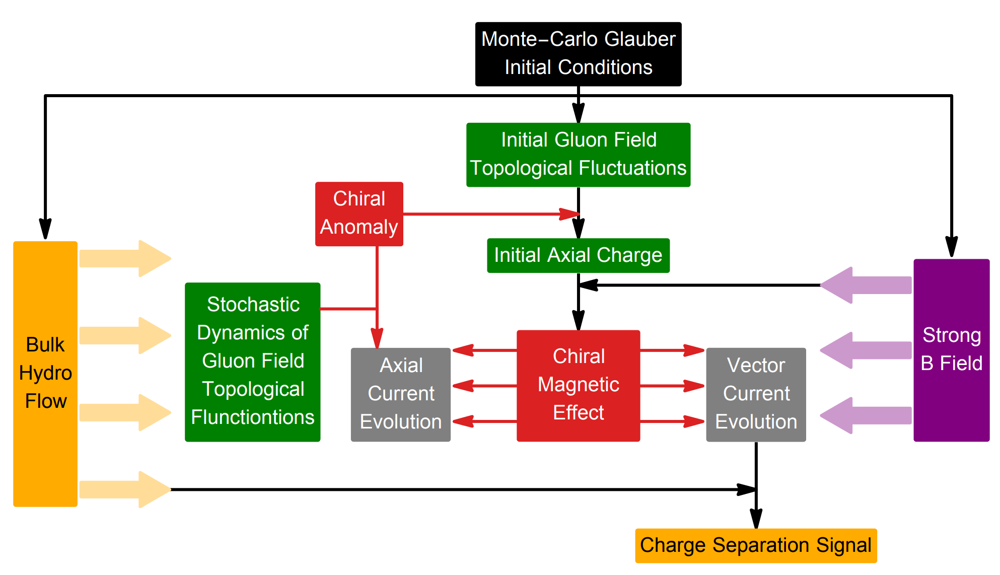 Monte−Carlo Glauber
Initial Conditions
Initial Gluon Field
Topological Fluctuations
Chiral
Anomaly
Initial Axial Charge
Bulk
Hydro
Flow
Stochastic
Dynamics of
Gluon Field
Topological
Flunctiontions
Axial
Current
Evolution
Chiral
Magnetic
Effect
Vector
Current
Evolution
Strong
B Field
Charge Separation Signal